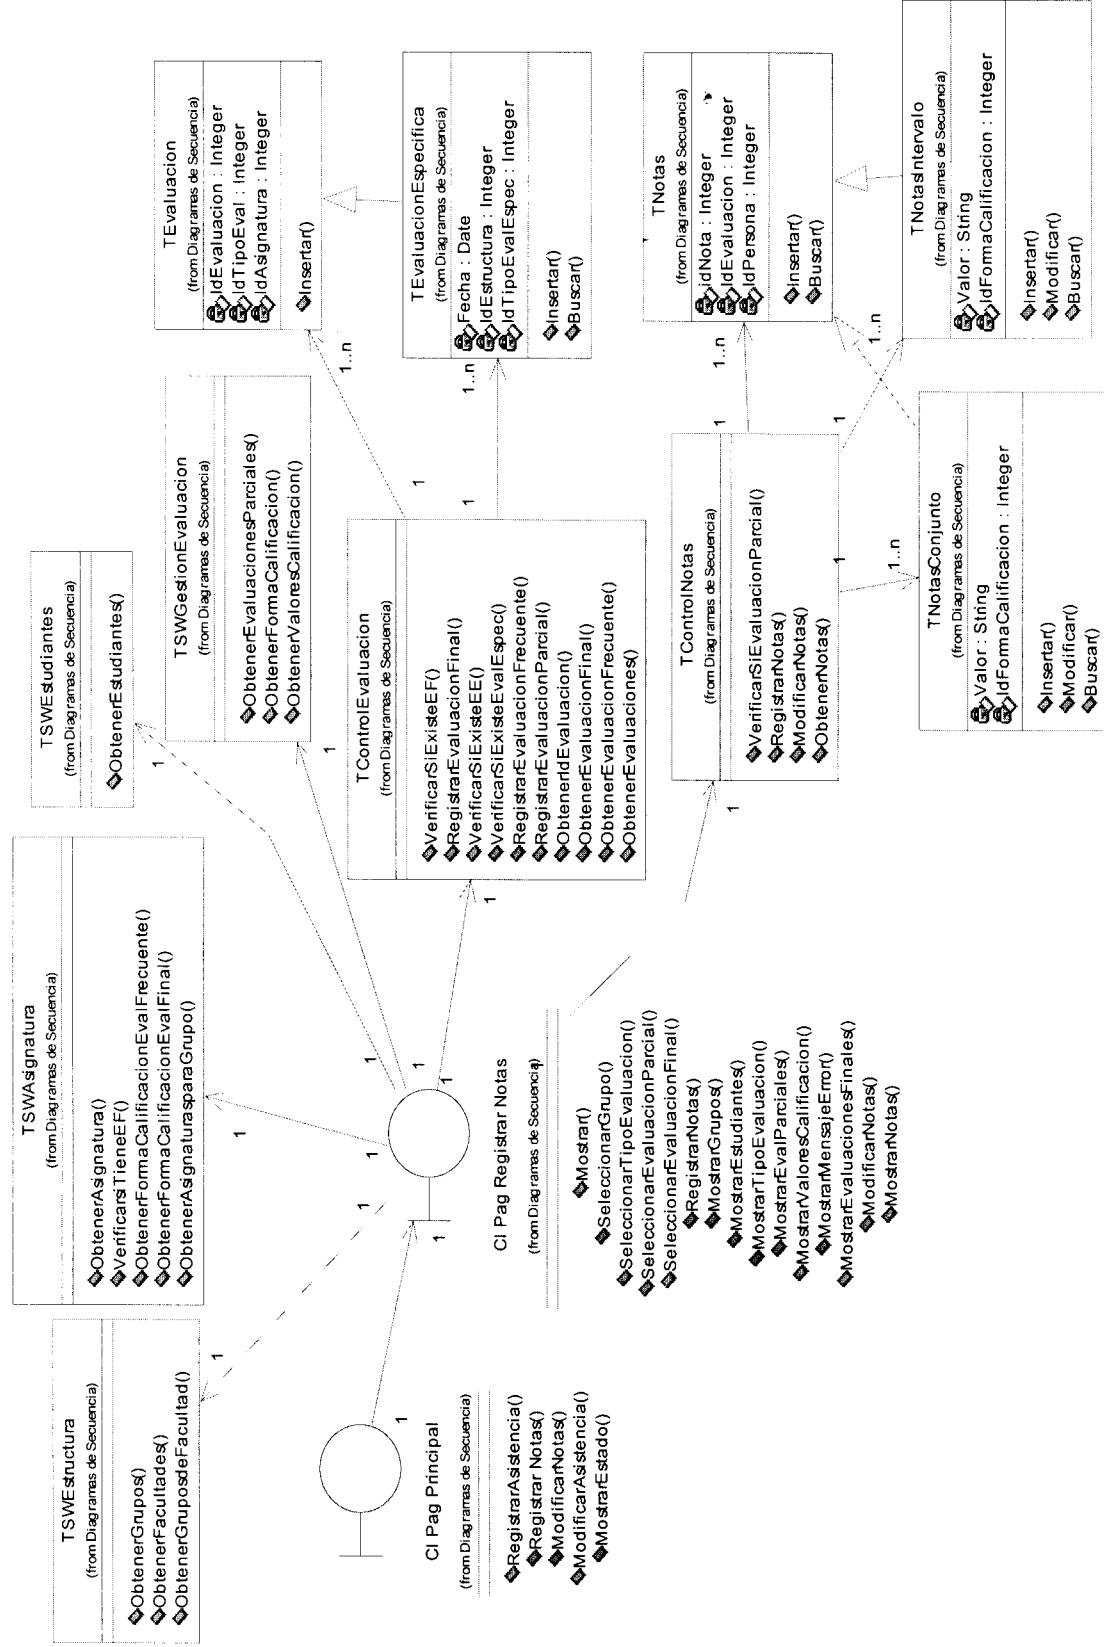 TSWEstructura
(from Diagramas de Secuencia)
ObtenerGrupos()
ObtenerFacultades()
ObtenerGruposdeFacultad()
TSWAsignatura
(from Diagramas de Secuencia)
ObtenerAsignatura()
VerificarsiTieneEF()
ObtenerFormaCalificacionEvalFrecuente()
ObtenerFormaCalificacionEvalFinal()
ObtenerAsignaturasparaGrupo()
TSWEstudiantes
(from Diagramas de Secuencia)
ObtenerEstudiantes()
TSWGestionEvaluacion
(from Diagramas de Secuencia)
ObtenerEvaluacionesParciales()
ObtenerFormaCalificacion()
ObtenerValoresCalificacion()
TEvaluacion
(from Diagramas de Secuencia)
IdEvaluacion : Integer
IdTipoEval : Integer
IdAsignatura : Integer
Insertar()
TEvaluacionEspecifica
(from Diagramas de Secuencia)
Fecha : Date
IdEstructura : Integer
IdTipoEvalEspec : Integer
Insertar()
Buscar()
TControlEvaluacion
(from Diagramas de Secuencia)
VerificarSiExisteEF()
RegistrarEvaluacionFinal()
VerificarSiExisteEE()
VerificarSiExisteEvalEspec()
RegistrarEvaluacionFrecuente()
RegistrarEvaluacionParcial()
ObtenerIdEvaluacion()
ObtenerEvaluacionFinal()
ObtenerEvaluacionFrecuente()
ObtenerEvaluaciones()
CI Pag Principal
(from Diagramas de Secuencia)
RegistrarAsistencia()
Registrar Notas()
ModificarNotas()
ModificarAsistencia()
MostrarEstado()
CI Pag Registrar Notas
(from Diagramas de Secuencia)
Mostrar()
SeleccionarGrupo()
SeleccionarTipoEvaluacion()
SeleccionarEvaluacionParcial()
SeleccionarEvaluacionFinal()
RegistrarNotas()
MostrarGrupos()
MostrarEstudiantes()
MostrarTipoEvaluacion()
MostrarEvalParciales()
MostrarValoresCalificacion()
MostrarMensajeError()
MostrarEvaluacionesFinales()
ModificarNotas()
MostrarNotas()
TControlNotas
(from Diagramas de Secuencia)
VerificarSiEvaluacionParcial()
RegistrarNotas()
ModificarNotas()
ObtenerNotas()
TNotas
(from Diagramas de Secuencia)
idNota : Integer
IdEvaluacion : Integer
IdPersona : Integer
Insertar()
Buscar()
TNotasConjunto
(from Diagramas de Secuencia)
Valor : String
IdFormaCalificacion : Integer
Insertar()
Modificar()
Buscar()
NotasIntervalo
(from Diagramas de Secuencia)
Valor : String
IdFormaCalificacion : Integer
Insertar()
Modificar()
Buscar()
1
1
1
1
1
1
1
1
1
1
1
1
1
1..n
1
1..n
1
1..n
1
1..n
1
1..n